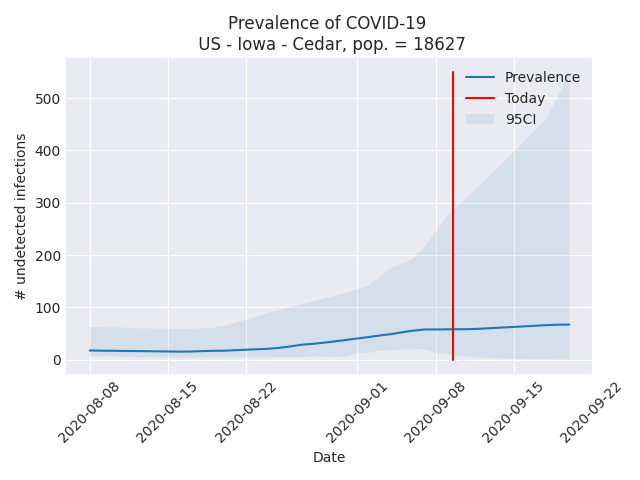 Prevalence of COVID-19
US - Iowa - Cedar, pop. = 18627
Prevalence
Today
95CI
# undetected infections
500
400
300
200
100
0
2020-08-08
2020-08-15
2020-08-22
2020-09-01
2020-09-08
2020-09-15
2020-09-22
Date